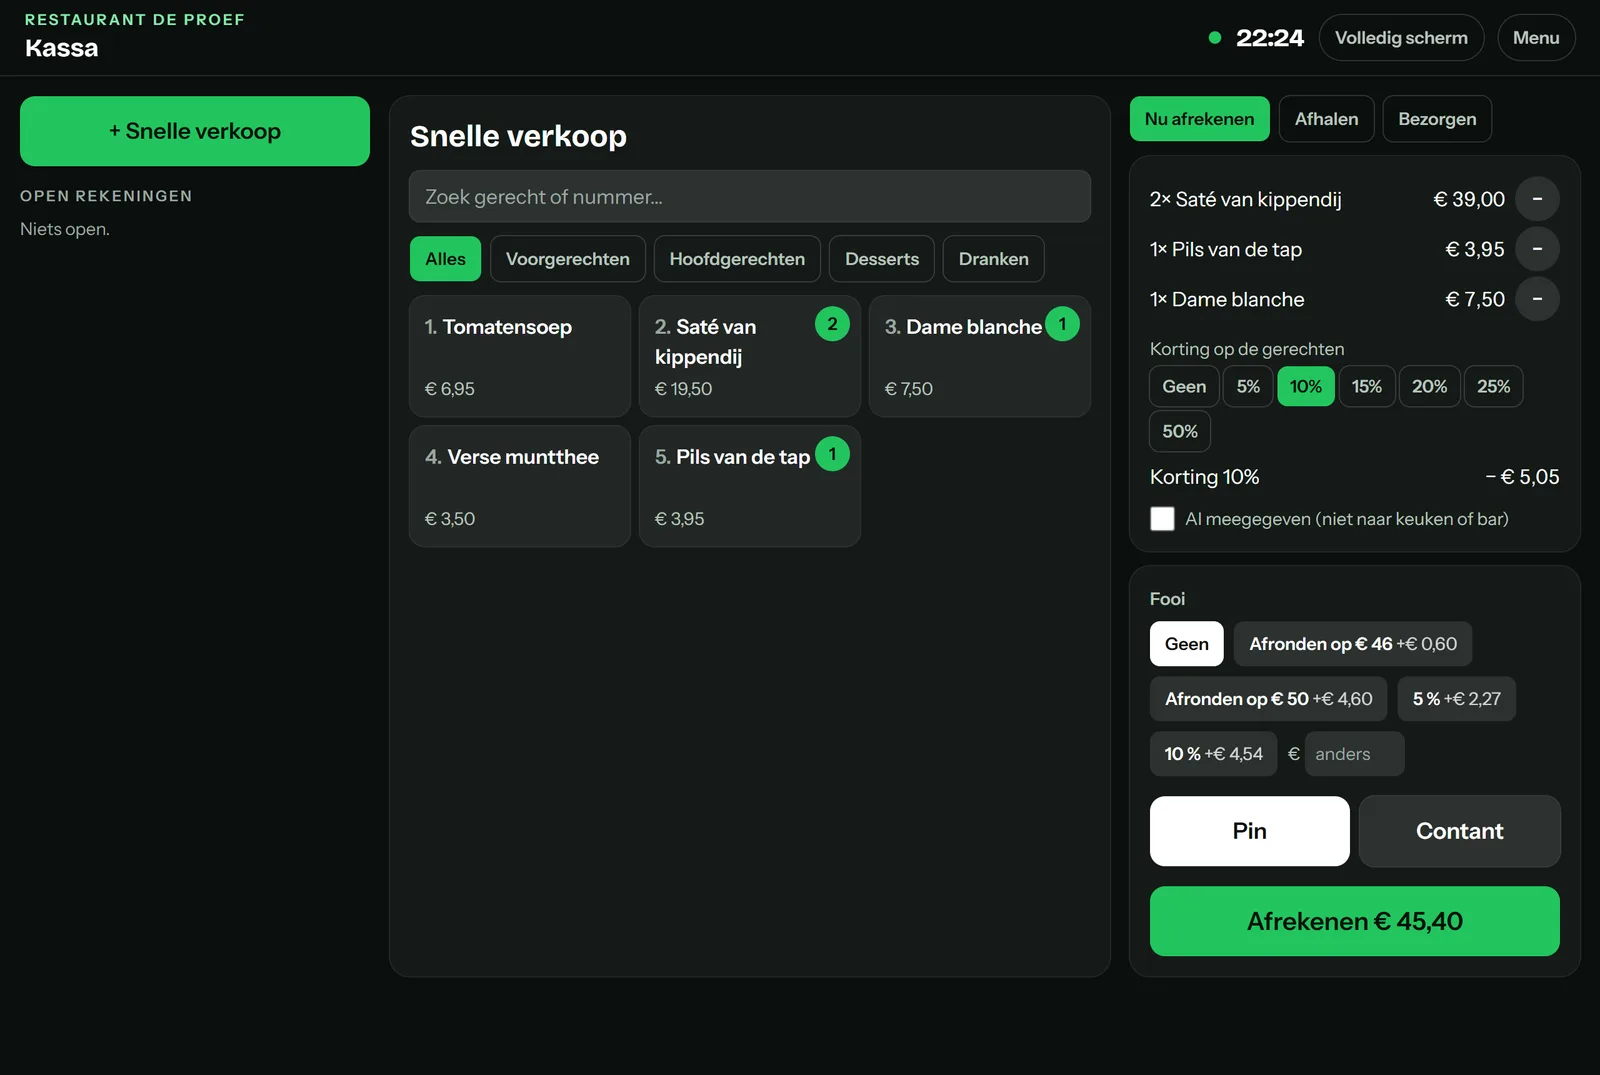 RESTAURANT DE PROEF
Kassa
22:24
Volledig scherm
Menu
+ Snelle verkoop
OPEN REKENINGEN
Niets open.
Snelle verkoop
Zoek gerecht of nummer...
Alles
Voorgerechten
Hoofdgerechten
Desserts
Dranken
1. Tomatensoep
€ 6,95
2. Saté van
kippendij
2
€ 19,50
3. Dame blanche
1
€ 7,50
4. Verse muntthee
€ 3,50
5. Pils van de tap
1
€ 3,95
Nu afrekenen
Afhalen
Bezorgen
2× Saté van kippendij € 39,00 −
1× Pils van de tap € 3,95 −
1× Dame blanche € 7,50 −
Korting op de gerechten
Geen 5% 10% 15% 20% 25%
50%
Korting 10% − € 5,05
Al meegegeven (niet naar keuken of bar)
Fooi
Geen Afronden op € 46 +€ 0,60
Afronden op € 50 +€ 4,60 5 % +€ 2,27
10 % +€ 4,54 € anders
Pin Contant
Afrekenen € 45,40